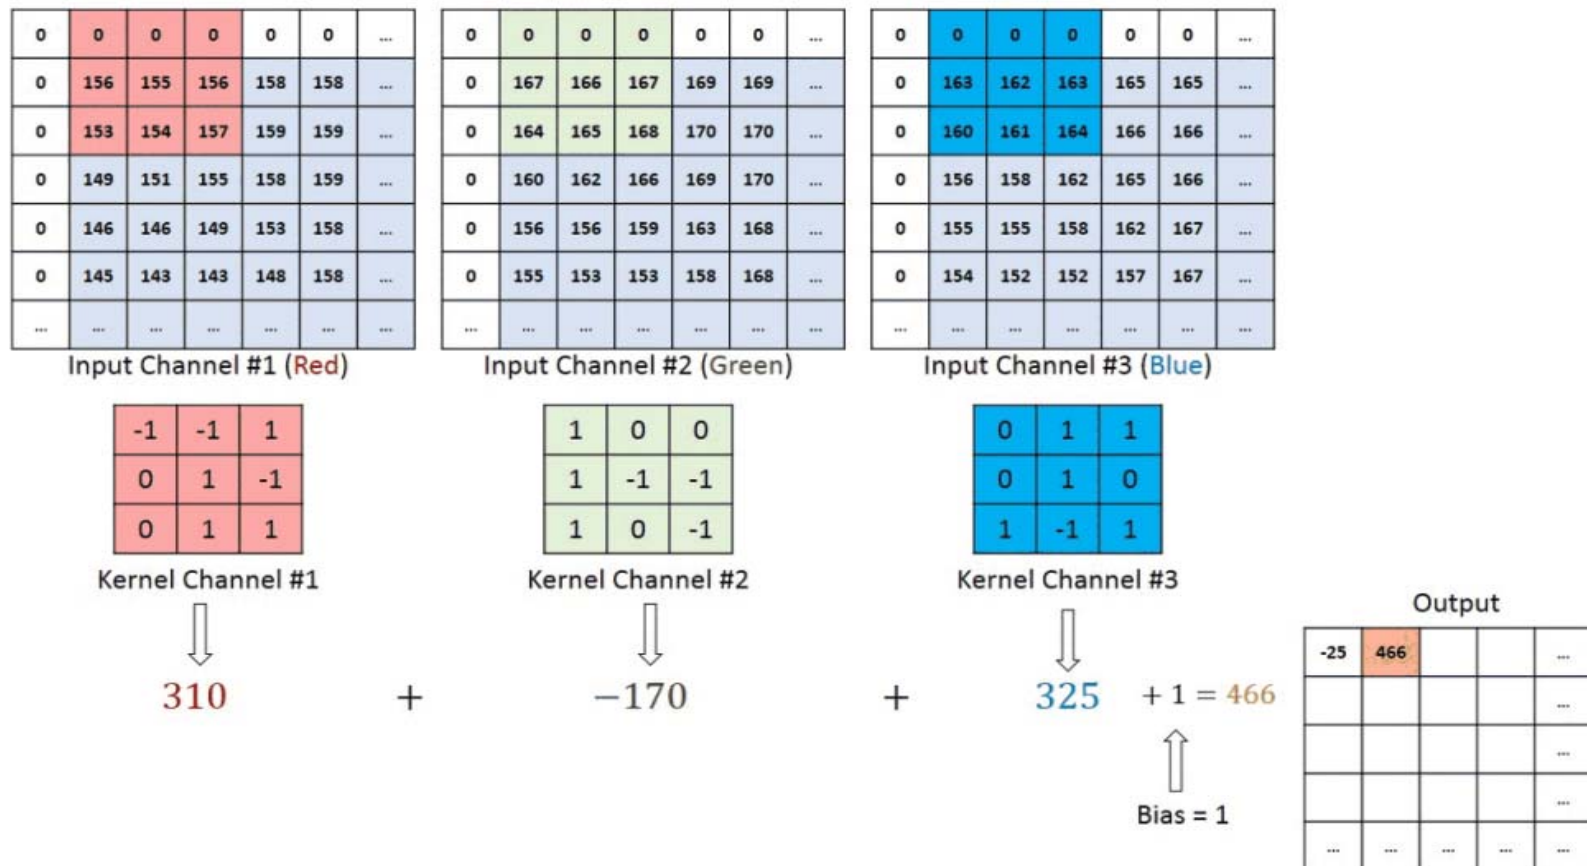 0 0 0 0 0 0 ...
0 156 155 156 158 158 ...
0 153 154 157 159 159 ...
0 149 151 155 158 159 ...
0 146 146 149 153 158 ...
0 145 143 143 148 158 ...
... ... ... ... ... ... ...
Input Channel #1 (Red)
0 0 0 0 0 0 ...
0 167 166 167 169 169 ...
0 164 165 168 170 170 ...
0 160 162 166 169 170 ...
0 156 156 159 163 168 ...
0 155 153 153 158 168 ...
... ... ... ... ... ... ...
Input Channel #2 (Green)
0 0 0 0 0 0 ...
0 163 162 163 165 165 ...
0 160 161 164 166 166 ...
0 156 158 162 165 166 ...
0 155 155 158 162 167 ...
0 154 152 152 157 167 ...
... ... ... ... ... ... ...
Input Channel #3 (Blue)
-1 -1 1
0 1 -1
0 1 1
Kernel Channel #1
1 0 0
1 -1 -1
1 0 -1
Kernel Channel #2
0 1 1
0 1 0
1 -1 1
Kernel Channel #3
310 + −170 + 325 + 1 = 466
Bias = 1
Output
-25 466 ...
...
...
...
... ... ... ... ...